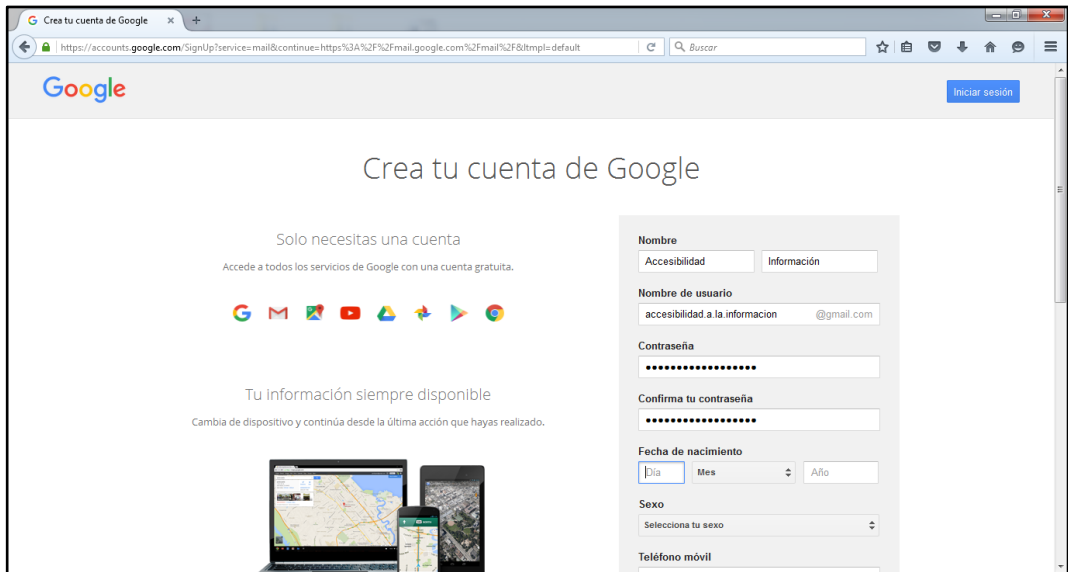 Crea tu cuenta de Google
https://accounts.google.com/SignUp?service=mail&continue=https%3A%2F%2Fmail.google.com%2Fmail%2F&ltmpl=default
Buscar
Google
Iniciar sesión
Crea tu cuenta de Google
Solo necesitas una cuenta
Accede a todos los servicios de Google con una cuenta gratuita.
Tu información siempre disponible
Cambia de dispositivo y continúa desde la última acción que hayas realizado.
Nombre
Accesibilidad Información
Nombre de usuario
accesibilidad.a.la.informacion @gmail.com
Contraseña
••••••••••••••••••
Confirma tu contraseña
••••••••••••••••••
Fecha de nacimiento
Día Mes Año
Sexo
Selecciona tu sexo
Teléfono móvil